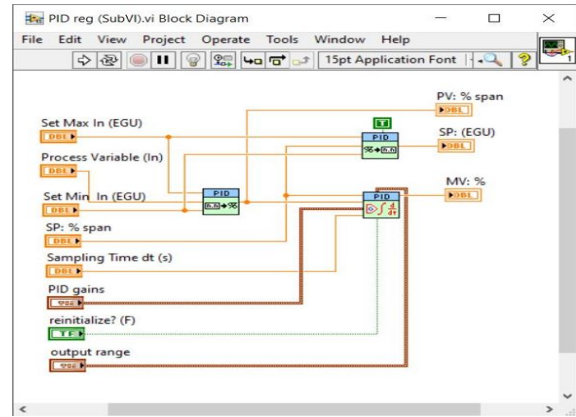 PID reg (SubVI).vi Block Diagram
File Edit View Project Operate Tools Window Help
15pt Application Font
1
PV: % span
DBL
Set Max In (EGU)
DBL
T
PID
%→n.n
SP: (EGU)
DBL
Process Variable (In)
DBL
MV: %
DBL
Set Min In (EGU)
DBL
PID
n.n→%
PID
SP: % span
DBL
Sampling Time dt (s)
DBL
PID gains
reinitialize? (F)
TF
output range